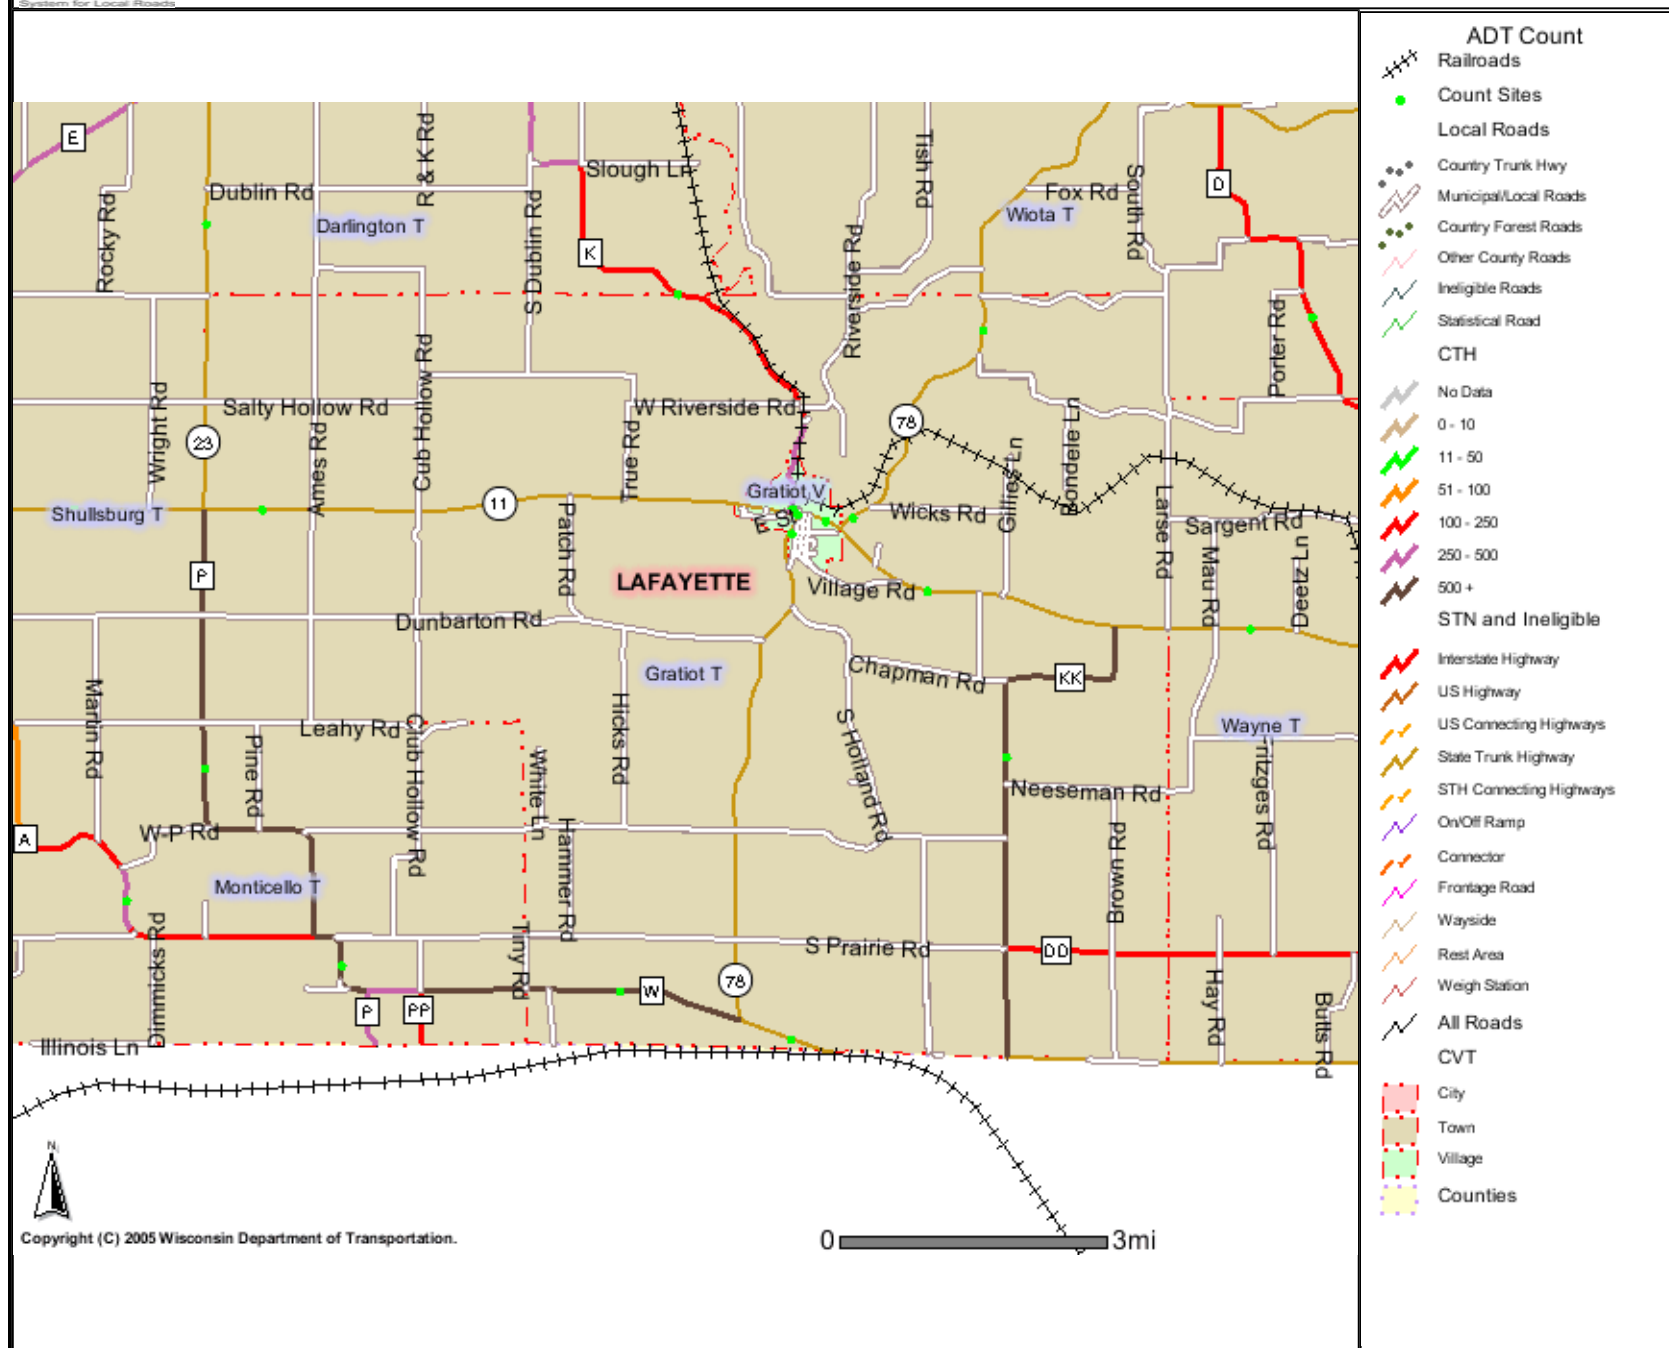 System for Local Roads
E
Rocky Rd
Dublin Rd
R & K Rd
Darlington T
S Dublin Rd
Slough Ln
K
Tish Rd
Riverside Rd
Fox Rd
Wiota T
South Rd
D
Porter Rd
Wright Rd
Salty Hollow Rd
23
Ames Rd
Cub Hollow Rd
True Rd
W Riverside Rd
78
Gillies Ln
Larse Rd
Shullsburg T
11
Gratiot V
E St
Wicks Rd
Sargent Rd
Patch Rd
P
LAFAYETTE
Village Rd
Mau Rd
Deetz Ln
Dunbarton Rd
Gratiot T
Chapman Rd
KK
Martin Rd
Pine Rd
Leahy Rd
Club Hollow Rd
White Ln
Hicks Rd
S Holland Rd
Wayne T
Neeseman Rd
A
W-P Rd
Hammer Rd
Brown Rd
Monticello T
Dimmicks Rd
Tiny Rd
S Prairie Rd
DD
Hay Rd
Butts Rd
P
PP
W
78
Illinois Ln
N
Copyright (C) 2005 Wisconsin Department of Transportation.
0 3mi
ADT Count
Railroads
Count Sites
Local Roads
Country Trunk Hwy
Municipal/Local Roads
Country Forest Roads
Other County Roads
Ineligible Roads
Statistical Road
CTH
No Data
0 - 10
11 - 50
51 - 100
100 - 250
250 - 500
500 +
STN and Ineligible
Interstate Highway
US Highway
US Connecting Highways
State Trunk Highway
STH Connecting Highways
On/Off Ramp
Connector
Frontage Road
Wayside
Rest Area
Weigh Station
All Roads
CVT
City
Town
Village
Counties